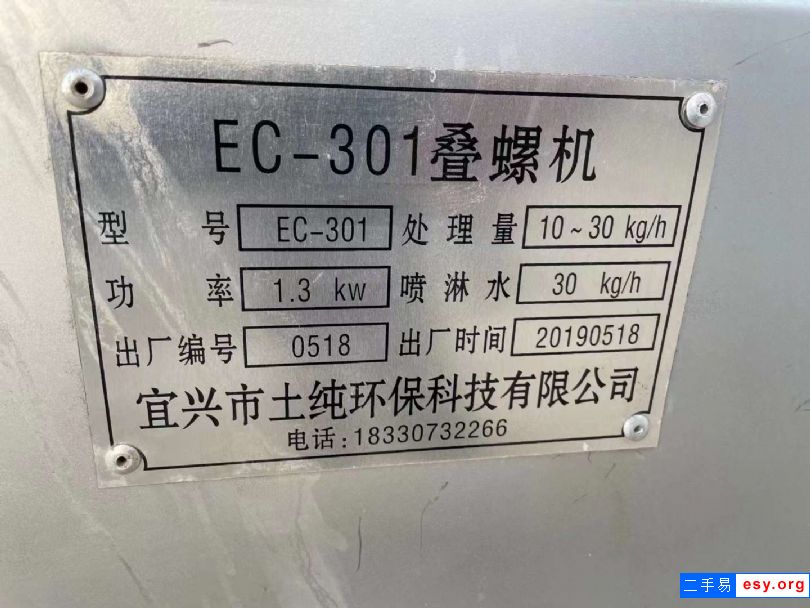 EC-301叠螺机
型号 EC-301 处理量 10~30 kg/h
功率 1.3 kw 喷淋水 30 kg/h
出厂编号 0518 出厂时间 20190518
宜兴市土纯环保科技有限公司
电话:18330732266
二手易 esy.org